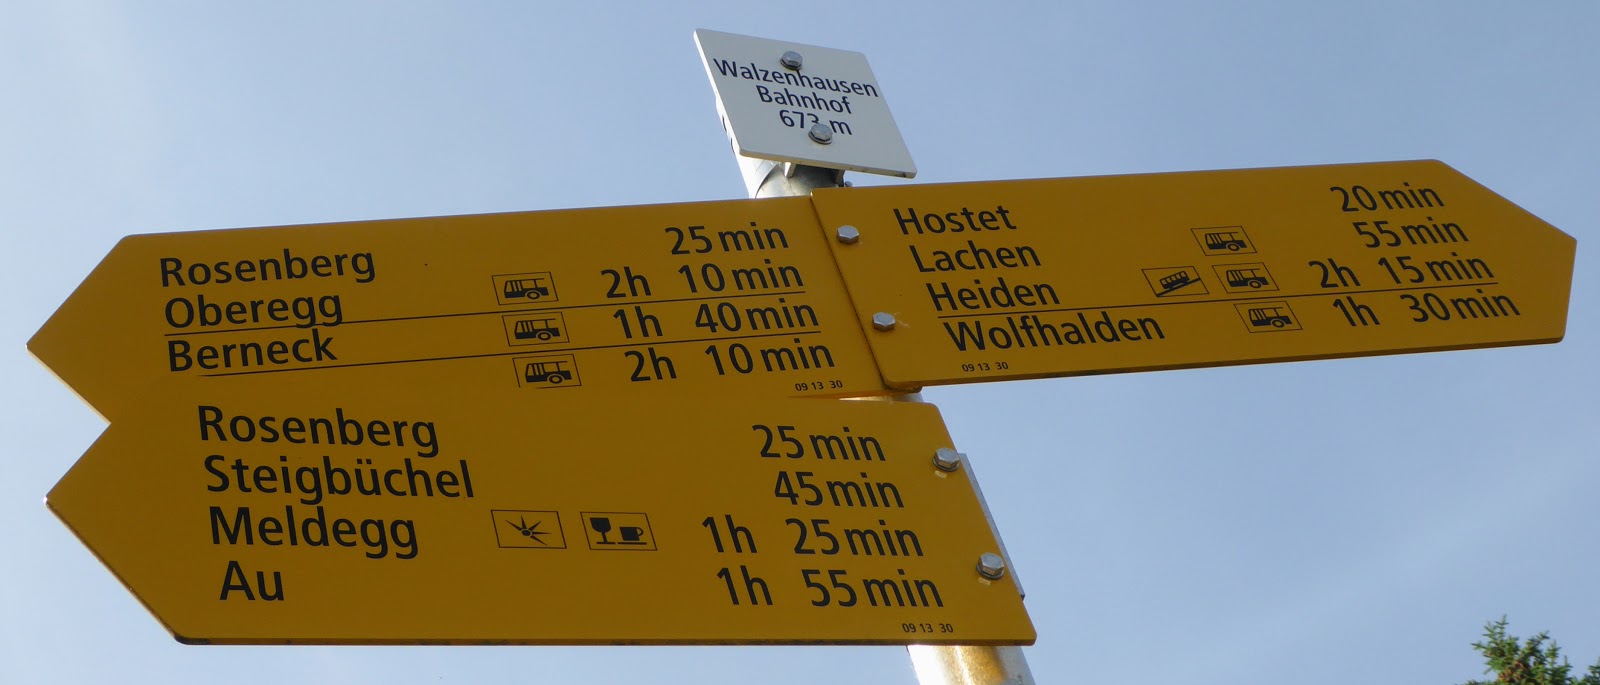 Walzenhausen
Bahnhof
673 m
Rosenberg 25 min
Oberegg 2h 10 min
Berneck 1h 40 min
2h 10 min
09 13 30
Hostet 20 min
Lachen 55 min
Heiden 2h 15 min
Wolfhalden 1h 30 min
09 13 30
Rosenberg 25 min
Steigbüchel 45 min
Meldegg 1h 25 min
Au 1h 55 min
09 13 30